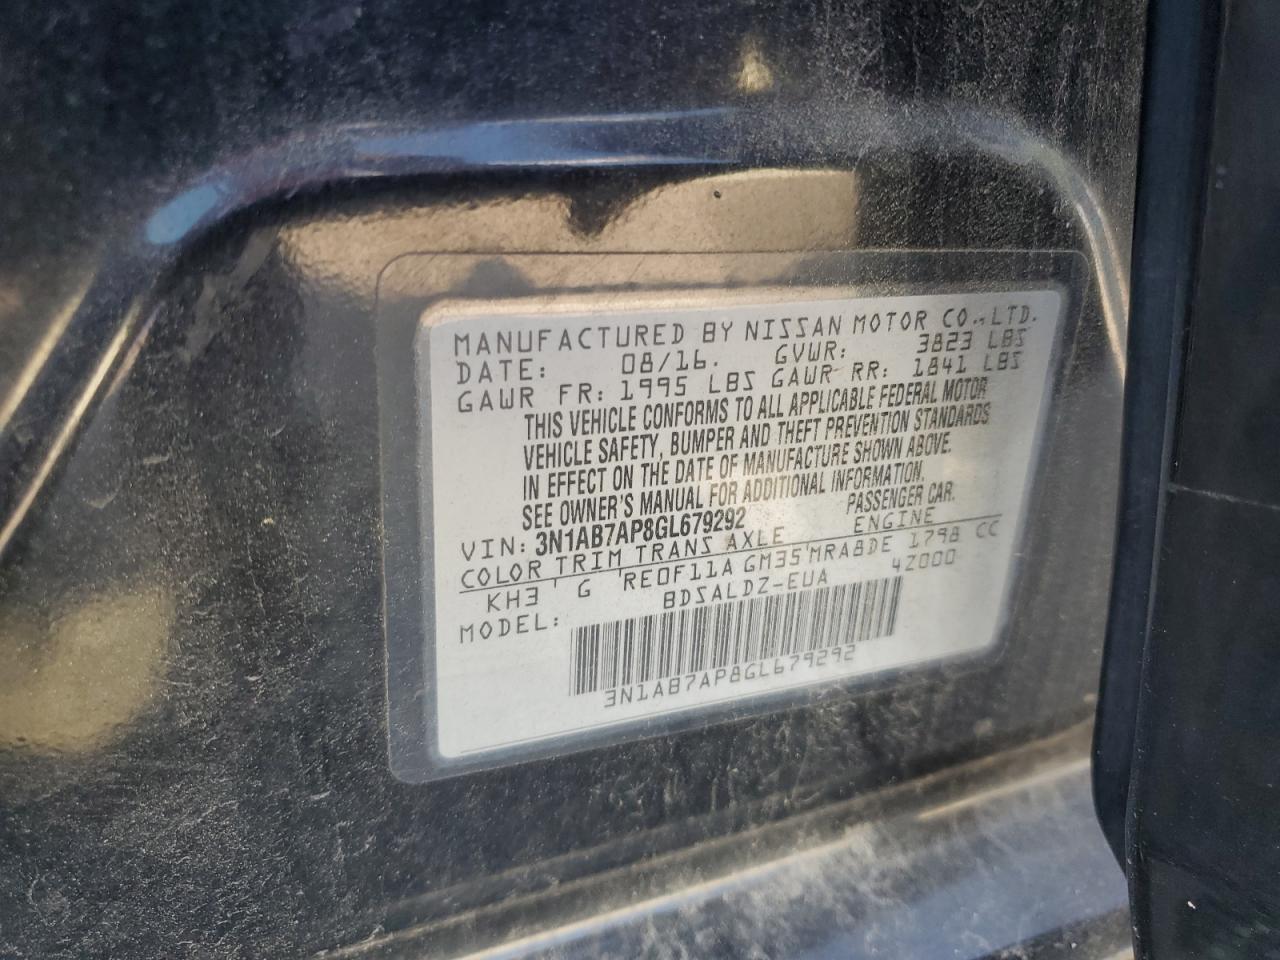 MANUFACTURED BY NISSAN MOTOR CO., LTD.
DATE: 08/16. GVWR: 3823 LBS
GAWR FR: 1995 LBS GAWR RR: 1841 LBS
THIS VEHICLE CONFORMS TO ALL APPLICABLE FEDERAL MOTOR
VEHICLE SAFETY, BUMPER AND THEFT PREVENTION STANDARDS
IN EFFECT ON THE DATE OF MANUFACTURE SHOWN ABOVE.
SEE OWNER'S MANUAL FOR ADDITIONAL INFORMATION.
VIN: 3N1AB7AP8GL679292 PASSENGER CAR.
COLOR TRIM TRANS AXLE ENGINE
KH3 G RE0F11A GM35 MRA8DE 1798 CC
MODEL: BDSALDZ-EUA 4Z000
3N1AB7AP8GL679292